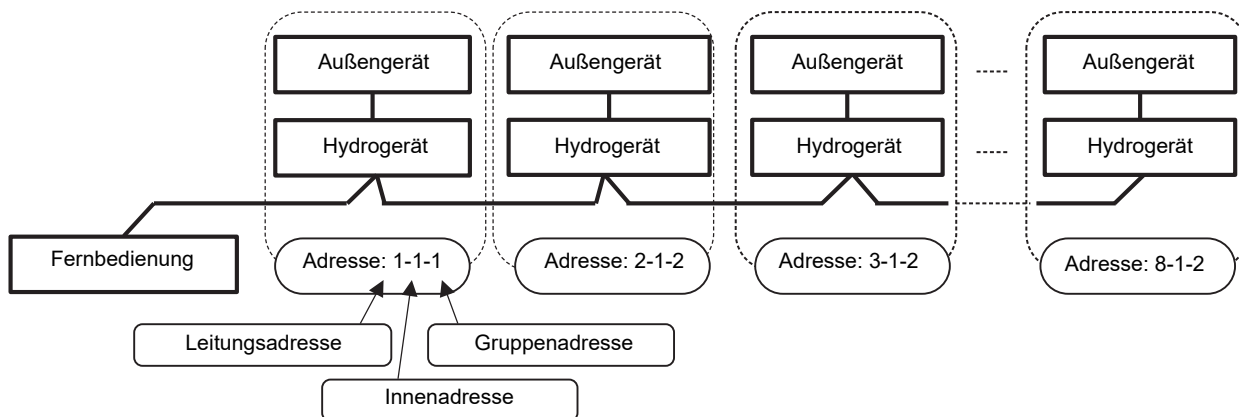 Außengerät Außengerät Außengerät ----- Außengerät
Hydrogerät Hydrogerät Hydrogerät ----- Hydrogerät
Fernbedienung
Adresse: 1-1-1 Adresse: 2-1-2 Adresse: 3-1-2 Adresse: 8-1-2
Leitungsadresse Gruppenadresse
Innenadresse